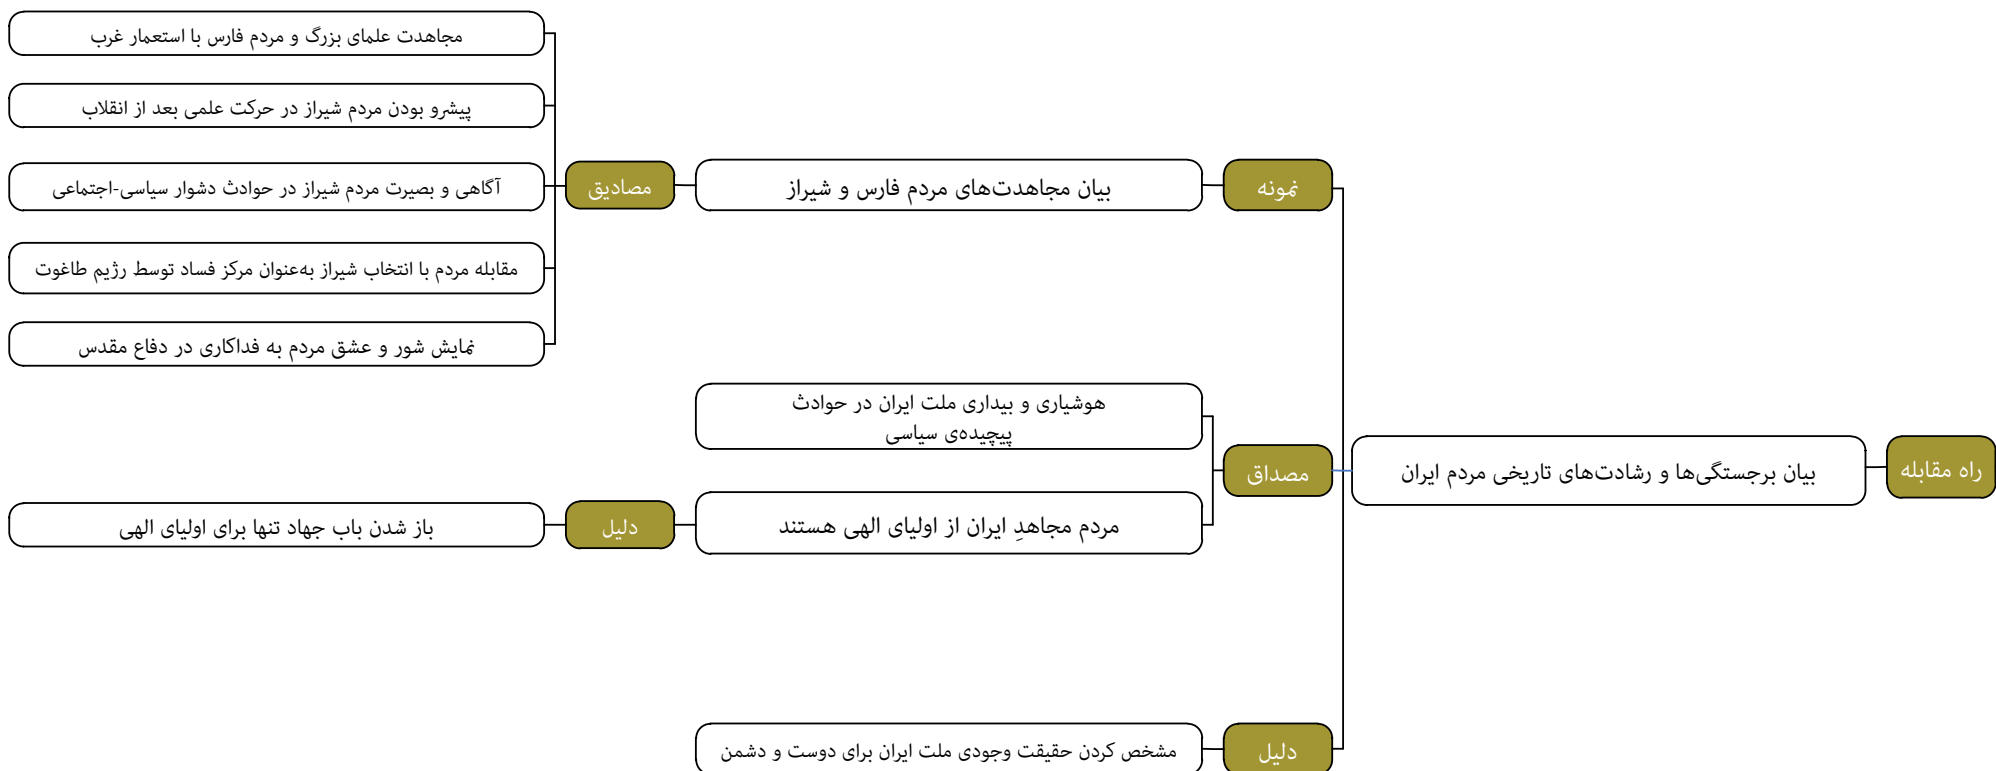 راه مقابله
بیان برجستگی‌ها و رشادت‌های تاریخی مردم ایران
نمونه
بیان مجاهدت‌های مردم فارس و شیراز
مصادیق
مجاهدت علمای بزرگ و مردم فارس با استعمار غرب
پیشرو بودن مردم شیراز در حرکت علمی بعد از انقلاب
آگاهی و بصیرت مردم شیراز در حوادث دشوار سیاسی-اجتماعی
مقابله مردم با انتخاب شیراز به‌عنوان مرکز فساد توسط رژیم طاغوت
نمایش شور و عشق مردم به فداکاری در دفاع مقدس
مصداق
هوشیاری و بیداری ملت ایران در حوادث
پیچیده‌ی سیاسی
مردم مجاهدِ ایران از اولیای الهی هستند
دلیل
باز شدن باب جهاد تنها برای اولیای الهی
دلیل
مشخص کردن حقیقت وجودی ملت ایران برای دوست و دشمن